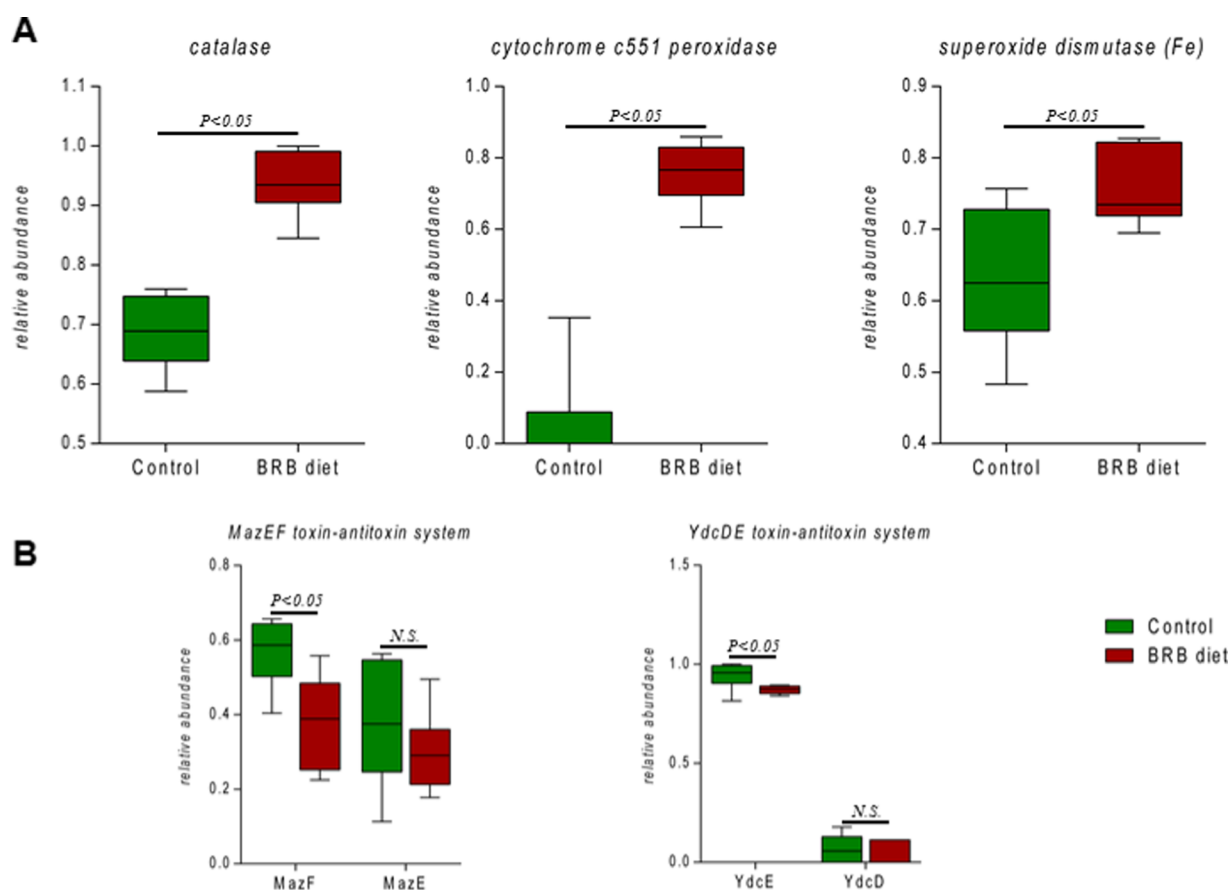 A
catalase
cytochrome c551 peroxidase
superoxide dismutase (Fe)
relative abundance
1.1
1.0
0.9
0.8
0.7
0.6
0.5
P<0.05
Control
BRB diet
relative abundance
1.0
0.8
0.6
0.4
0.2
0.0
P<0.05
Control
BRB diet
relative abundance
0.9
0.8
0.7
0.6
0.5
0.4
P<0.05
Control
BRB diet
B
MazEF toxin-antitoxin system
YdcDE toxin-antitoxin system
relative abundance
0.8
0.6
0.4
0.2
0.0
P<0.05
N.S.
MazF
MazE
relative abundance
1.5
1.0
0.5
0.0
P<0.05
N.S.
YdcE
YdcD
Control
BRB diet